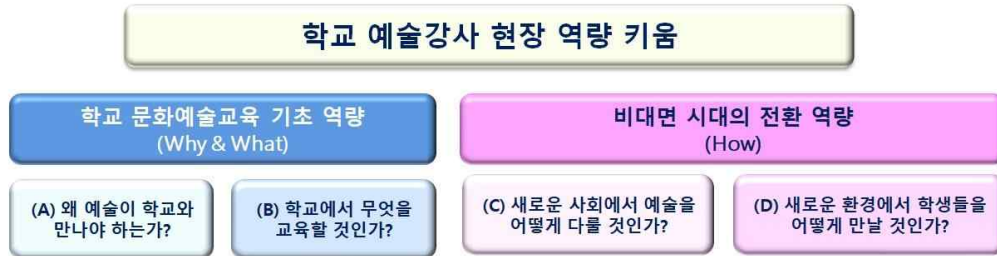 학교 예술강사 현장 역량 키움
학교 문화예술교육 기초 역량
(Why & What)
비대면 시대의 전환 역량
(How)
(A) 왜 예술이 학교와
만나야 하는가?
(B) 학교에서 무엇을
교육할 것인가?
(C) 새로운 사회에서 예술을
어떻게 다룰 것인가?
(D) 새로운 환경에서 학생들을
어떻게 만날 것인가?